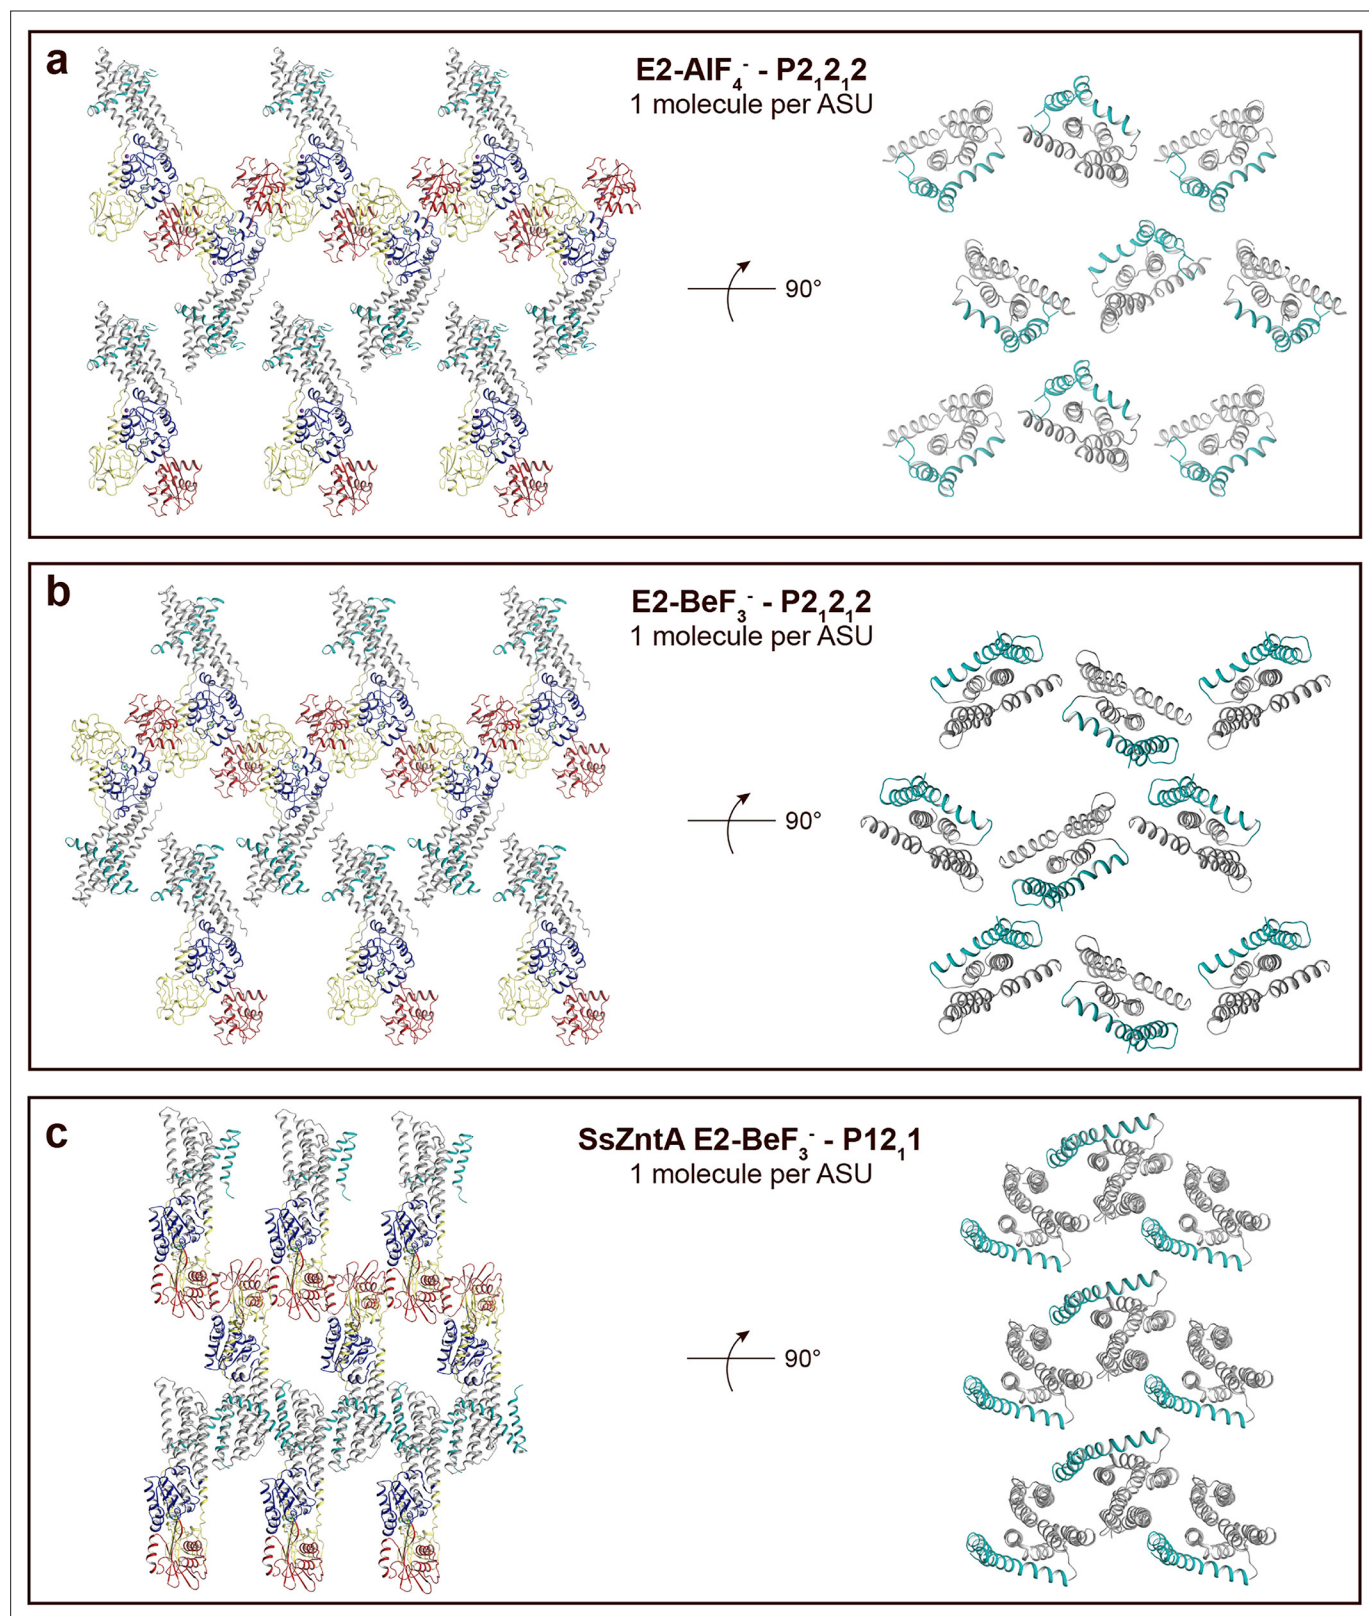 a
E2-AlF₄⁻ - P2₁2₁2
1 molecule per ASU
90°
b
E2-BeF₃⁻ - P2₁2₁2
1 molecule per ASU
90°
c
SsZntA E2-BeF₃⁻ - P12₁1
1 molecule per ASU
90°